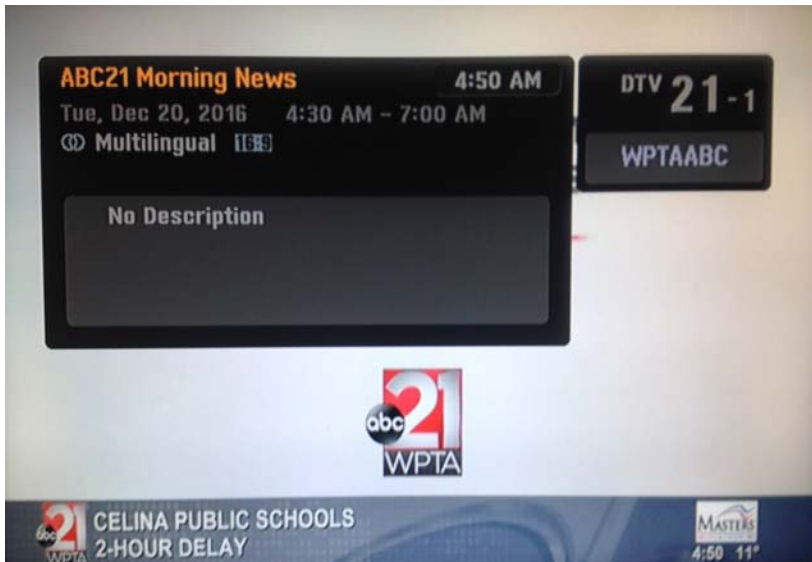 ABC21 Morning News
4:50 AM
Tue, Dec 20, 2016 4:30 AM – 7:00 AM
Multilingual 16:9
No Description
DTV 21-1
WPTAABC
abc 21
WPTA
abc 21
WPTA
CELINA PUBLIC SCHOOLS
2-HOUR DELAY
MASTERS
4:50 11°